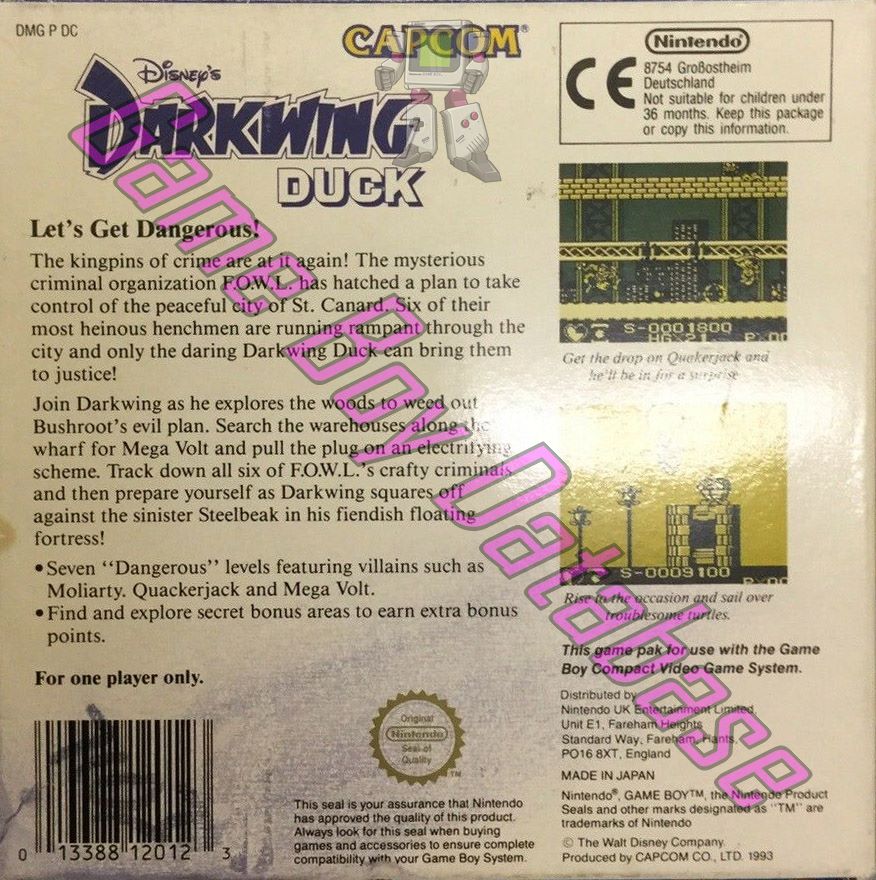 DMG P DC
CAPCOM®
Disney's
DARKWING
DUCK
Let's Get Dangerous!
The kingpins of crime are at it again! The mysterious
criminal organization F.O.W.L. has hatched a plan to take
control of the peaceful city of St. Canard. Six of their
most heinous henchmen are running rampant through the
city and only the daring Darkwing Duck can bring them
to justice!
Join Darkwing as he explores the woods to weed out
Bushroot's evil plan. Search the warehouses along the
wharf for Mega Volt and pull the plug on an electrifying
scheme. Track down all six of F.O.W.L.'s crafty criminals
and then prepare yourself as Darkwing squares off
against the sinister Steelbeak in his fiendish floating
fortress!
• Seven "Dangerous" levels featuring villains such as
Moliarty. Quackerjack and Mega Volt.
• Find and explore secret bonus areas to earn extra bonus
points.
For one player only.
0 13388 12012 3
Original
Nintendo
Seal of
Quality
TM
This seal is your assurance that Nintendo
has approved the quality of this product.
Always look for this seal when buying
games and accessories to ensure complete
compatibility with your Game Boy System.
Nintendo®
CE
8754 Großostheim
Deutschland
Not suitable for children under
36 months. Keep this package
or copy this information.
S-0001800
HG-21 P-00
Get the drop on Quakerjack and
he'll be in for a surprise
S-0009100
P-00
Rise in the occasion and sail over
troublesome turtles.
This game pak for use with the Game
Boy Compact Video Game System.
Distributed by
Nintendo UK Entertainment Limited,
Unit E1, Fareham Heights
Standard Way, Fareham, Hants,
PO16 8XT, England
MADE IN JAPAN
Nintendo®, GAME BOY™, the Nintendo Product
Seals and other marks designated as "TM" are
trademarks of Nintendo
© The Walt Disney Company.
Produced by CAPCOM CO., LTD. 1993
Game Boy Database